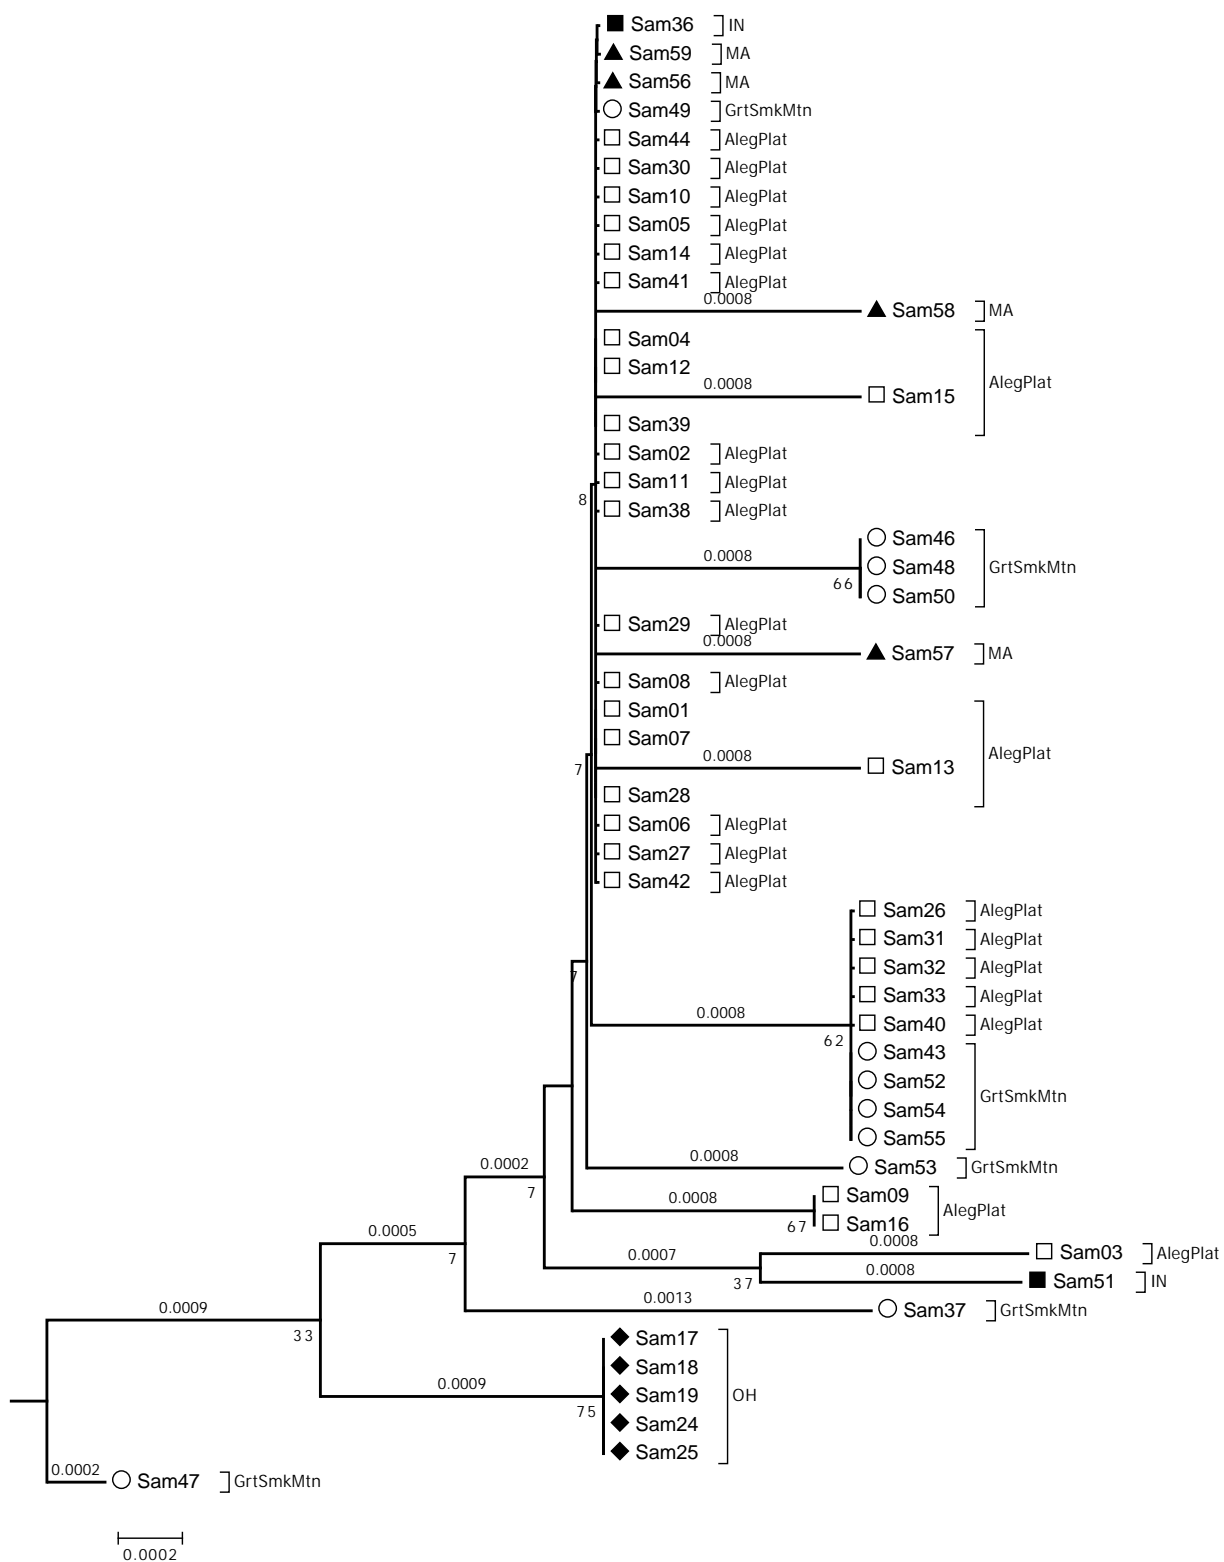 Sam36 IN
Sam59 MA
Sam56 MA
Sam49 GrtSmkMtn
Sam44 AlegPlat
Sam30 AlegPlat
Sam10 AlegPlat
Sam05 AlegPlat
Sam14 AlegPlat
Sam41 AlegPlat
0.0008
Sam58 MA
Sam04
Sam12
AlegPlat
0.0008
Sam15
Sam39
Sam02 AlegPlat
Sam11 AlegPlat
8
Sam38 AlegPlat
Sam46
0.0008
Sam48 GrtSmkMtn
66
Sam50
Sam29 AlegPlat
0.0008
Sam57 MA
Sam08 AlegPlat
Sam01
Sam07
AlegPlat
0.0008
7
Sam13
Sam28
Sam06 AlegPlat
Sam27 AlegPlat
Sam42 AlegPlat
Sam26 AlegPlat
Sam31 AlegPlat
Sam32 AlegPlat
7
Sam33 AlegPlat
0.0008
Sam40 AlegPlat
62
Sam43
Sam52
GrtSmkMtn
Sam54
Sam55
0.0008
0.0002
Sam53 GrtSmkMtn
7
0.0008
Sam09
AlegPlat
67
Sam16
0.0005
0.0008
7
0.0007
Sam03 AlegPlat
0.0008
37
Sam51 IN
0.0009
0.0013
Sam37 GrtSmkMtn
33
Sam17
Sam18
0.0009
Sam19 OH
75
Sam24
Sam25
0.0002
Sam47 GrtSmkMtn
0.0002